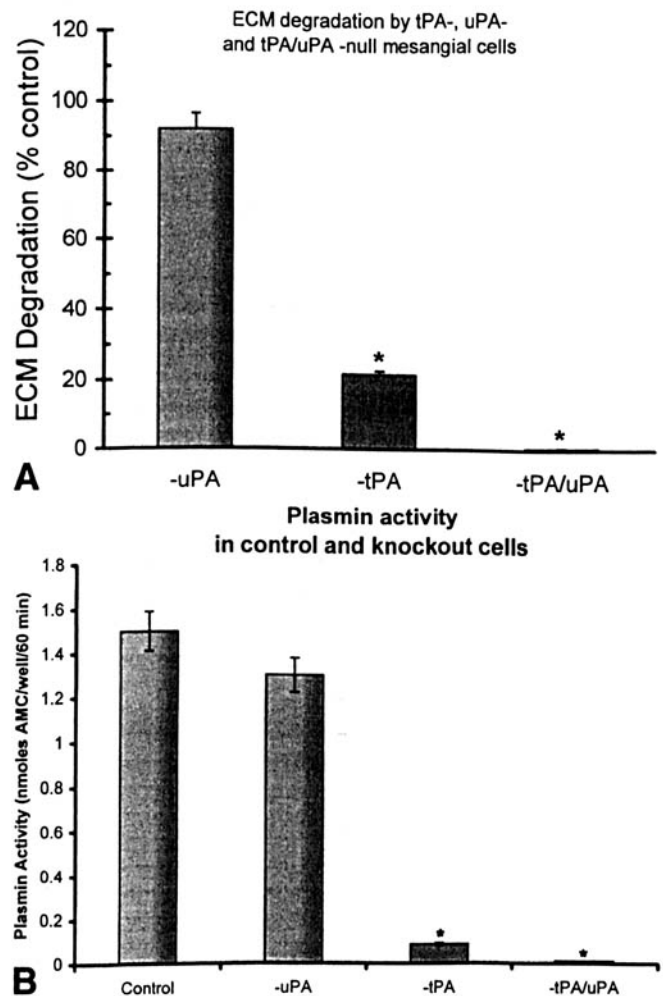 ECM degradation by tPA-, uPA-
and tPA/uPA -null mesangial cells
ECM Degradation (% control)
120
100
80
60
40
20
0
*
*
-uPA
-tPA
-tPA/uPA
A
Plasmin activity
in control and knockout cells
Plasmin Activity (nmoles AMC/well/60 min)
1.8
1.6
1.4
1.2
1
0.8
0.6
0.4
0.2
0
*
*
Control
-uPA
-tPA
-tPA/uPA
B